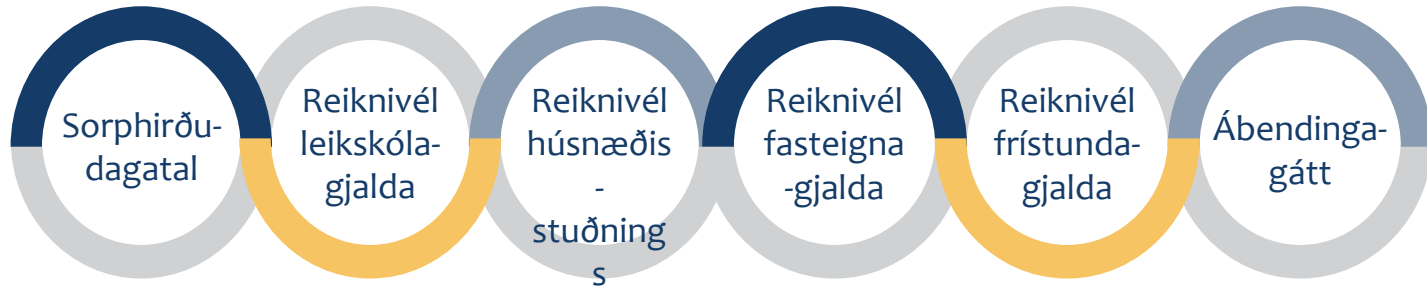 Sorphirðu-
dagatal
Reiknivél
leikskóla-
gjalda
Reiknivél
húsnæðis
-
stuðning
s
Reiknivél
fasteigna
-gjalda
Reiknivél
frístunda-
gjalda
Ábendinga-
gátt